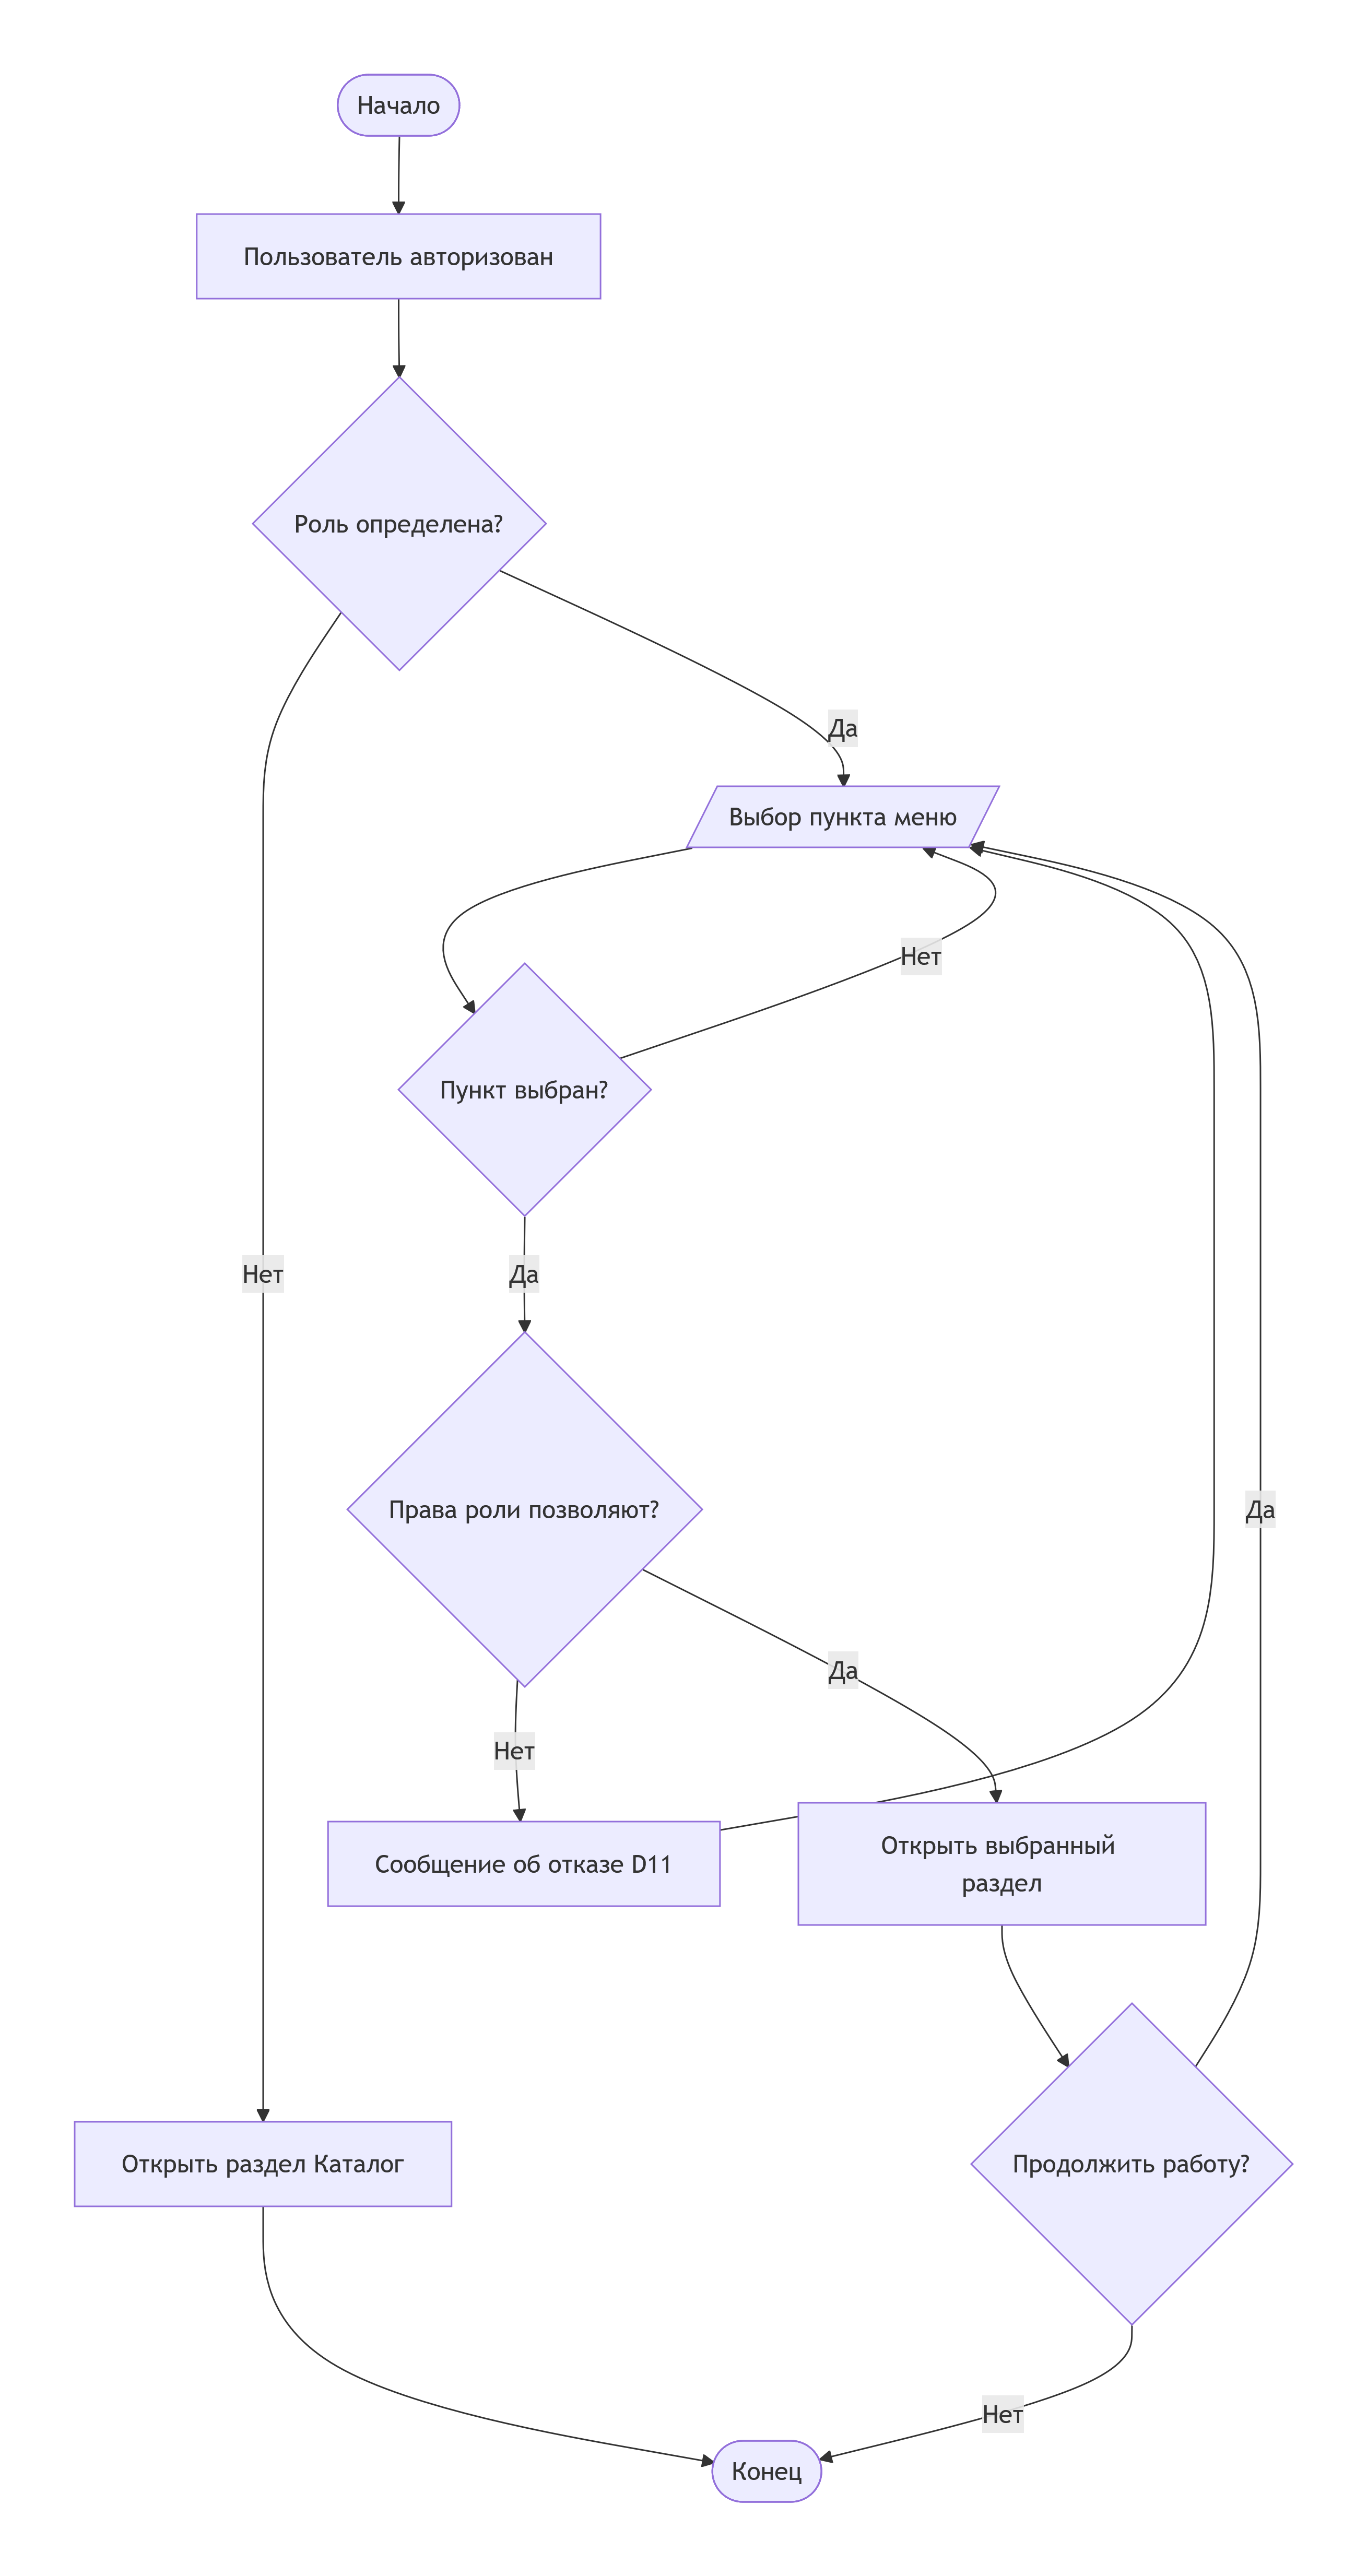 Начало
Пользователь авторизован
Роль определена?
Да
Выбор пункта меню
Нет
Пункт выбран?
Нет
Да
Права роли позволяют?
Да
Да
Нет
Открыть выбранный
раздел
Сообщение об отказе D11
Открыть раздел Каталог
Продолжить работу?
Нет
Конец